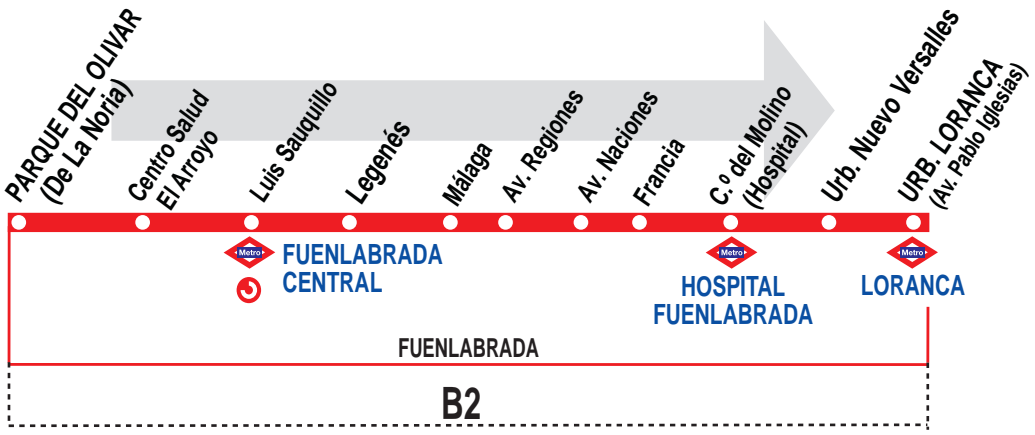 PARQUE DEL OLIVAR
(De La Noria)
Centro Salud
El Arroyo
Luis Sauquillo
Legenés
Málaga
Av. Regiones
Av. Naciones
Francia
C.º del Molino
(Hospital)
Urb. Nuevo Versalles
URB. LORANCA
(Av. Pablo Iglesias)
Metro
FUENLABRADA
CENTRAL
Metro
HOSPITAL
FUENLABRADA
Metro
LORANCA
FUENLABRADA
B2